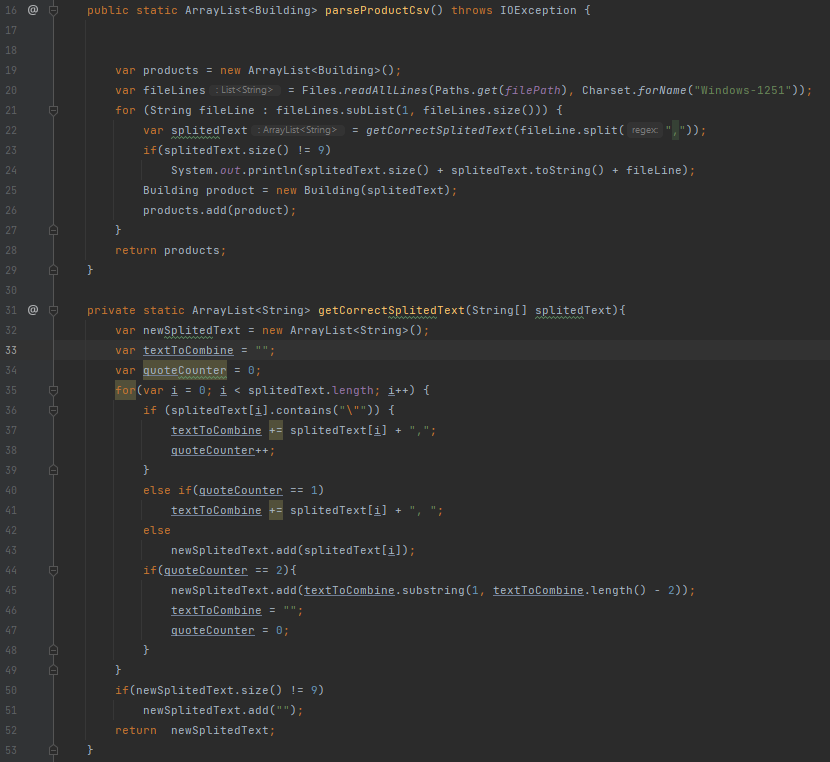 16 @ public static ArrayList<Building> parseProductCsv() throws IOException {
17
18
19 var products = new ArrayList<Building>();
20 var fileLines : List<String> = Files.readAllLines(Paths.get(filePath), Charset.forName("Windows-1251"));
21 for (String fileLine : fileLines.subList(1, fileLines.size())) {
22 var splitedText : ArrayList<String> = getCorrectSplitedText(fileLine.split( regex: ","));
23 if(splitedText.size() != 9)
24 System.out.println(splitedText.size() + splitedText.toString() + fileLine);
25 Building product = new Building(splitedText);
26 products.add(product);
27 }
28 return products;
29 }
30
31 @ private static ArrayList<String> getCorrectSplitedText(String[] splitedText){
32 var newSplitedText = new ArrayList<String>();
33 var textToCombine = "";
34 var quoteCounter = 0;
35 for(var i = 0; i < splitedText.length; i++) {
36 if (splitedText[i].contains("\"")) {
37 textToCombine += splitedText[i] + ",";
38 quoteCounter++;
39 }
40 else if(quoteCounter == 1)
41 textToCombine += splitedText[i] + ", ";
42 else
43 newSplitedText.add(splitedText[i]);
44 if(quoteCounter == 2){
45 newSplitedText.add(textToCombine.substring(1, textToCombine.length() - 2));
46 textToCombine = "";
47 quoteCounter = 0;
48 }
49 }
50 if(newSplitedText.size() != 9)
51 newSplitedText.add("");
52 return newSplitedText;
53 }